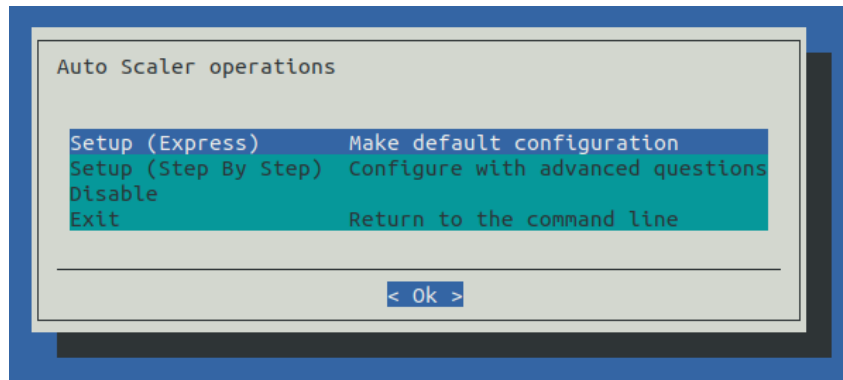 Auto Scaler operations
Setup (Express) Make default configuration
Setup (Step By Step) Configure with advanced questions
Disable
Exit Return to the command line
< Ok >